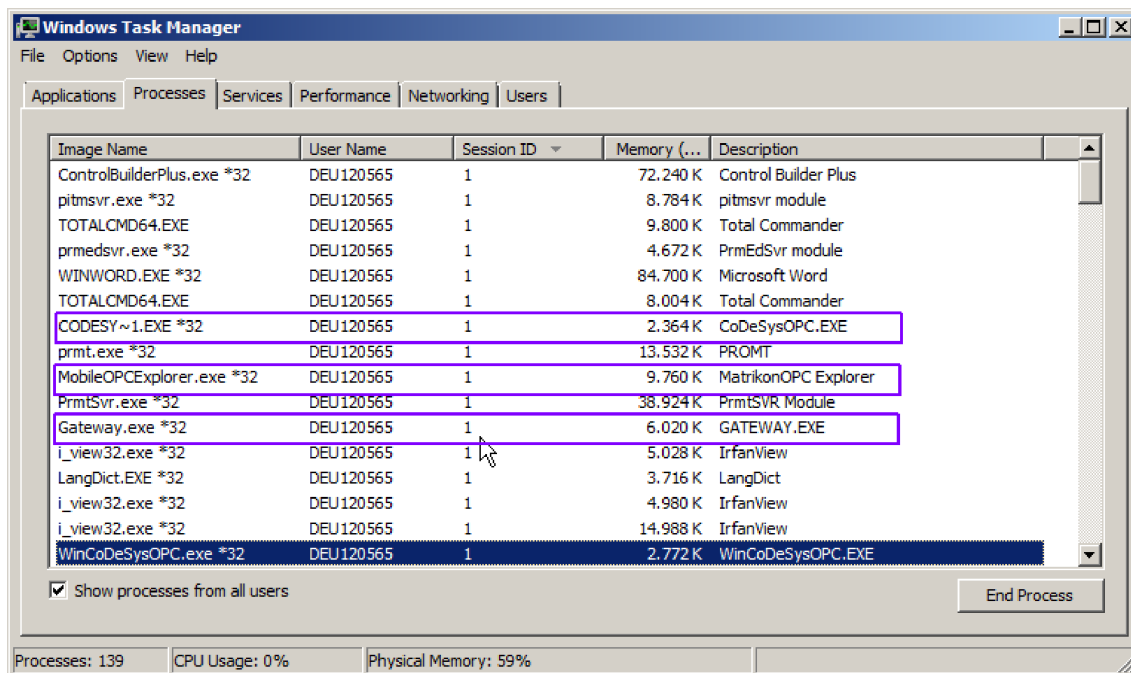 Windows Task Manager
File Options View Help
Applications Processes Services Performance Networking Users
Image Name User Name Session ID Memory (... Description
ControlBuilderPlus.exe *32 DEU120565 1 72.240 K Control Builder Plus
pitmsvr.exe *32 DEU120565 1 8.784 K pitmsvr module
TOTALCMD64.EXE DEU120565 1 9.800 K Total Commander
prmedsvr.exe *32 DEU120565 1 4.672 K PrmEdSvr module
WINWORD.EXE *32 DEU120565 1 84.700 K Microsoft Word
TOTALCMD64.EXE DEU120565 1 8.004 K Total Commander
CODESY~1.EXE *32 DEU120565 1 2.364 K CoDeSysOPC.EXE
prmt.exe *32 DEU120565 1 13.532 K PROMT
MobileOPCExplorer.exe *32 DEU120565 1 9.760 K MatrikonOPC Explorer
PrmtSvr.exe *32 DEU120565 1 38.924 K PrmtSVR Module
Gateway.exe *32 DEU120565 1 6.020 K GATEWAY.EXE
i_view32.exe *32 DEU120565 1 5.028 K IrfanView
LangDict.EXE *32 DEU120565 1 3.716 K LangDict
i_view32.exe *32 DEU120565 1 4.980 K IrfanView
i_view32.exe *32 DEU120565 1 14.988 K IrfanView
WinCoDeSysOPC.exe *32 DEU120565 1 2.772 K WinCoDeSysOPC.EXE
Show processes from all users
End Process
Processes: 139 CPU Usage: 0% Physical Memory: 59%